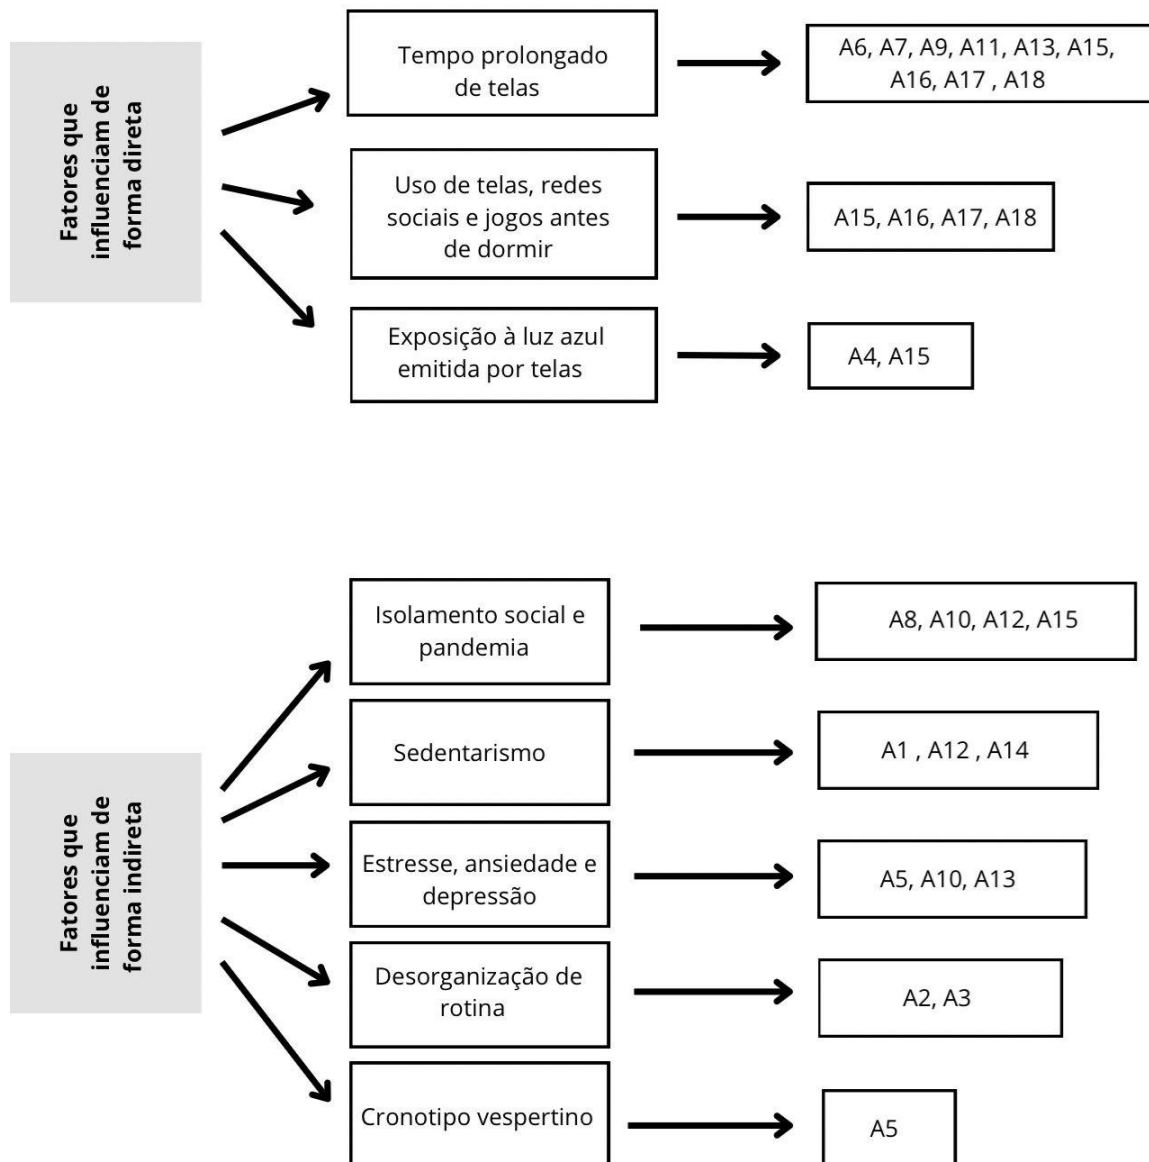 Fatores que
influenciam de
forma direta
Tempo prolongado
de telas
A6, A7, A9, A11, A13, A15,
A16, A17 , A18
Uso de telas, redes
sociais e jogos antes
de dormir
A15, A16, A17, A18
Exposição à luz azul
emitida por telas
A4, A15
Fatores que
influenciam de
forma indireta
Isolamento social e
pandemia
A8, A10, A12, A15
Sedentarismo
A1 , A12 , A14
Estresse, ansiedade e
depressão
A5, A10, A13
Desorganização de
rotina
A2, A3
Cronotipo vespertino
A5